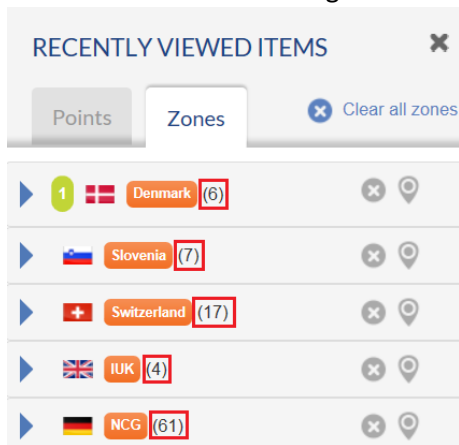 RECENTLY VIEWED ITEMS
Points Zones Clear all zones
1 Denmark (6)
Slovenia (7)
Switzerland (17)
IUK (4)
NCG (61)